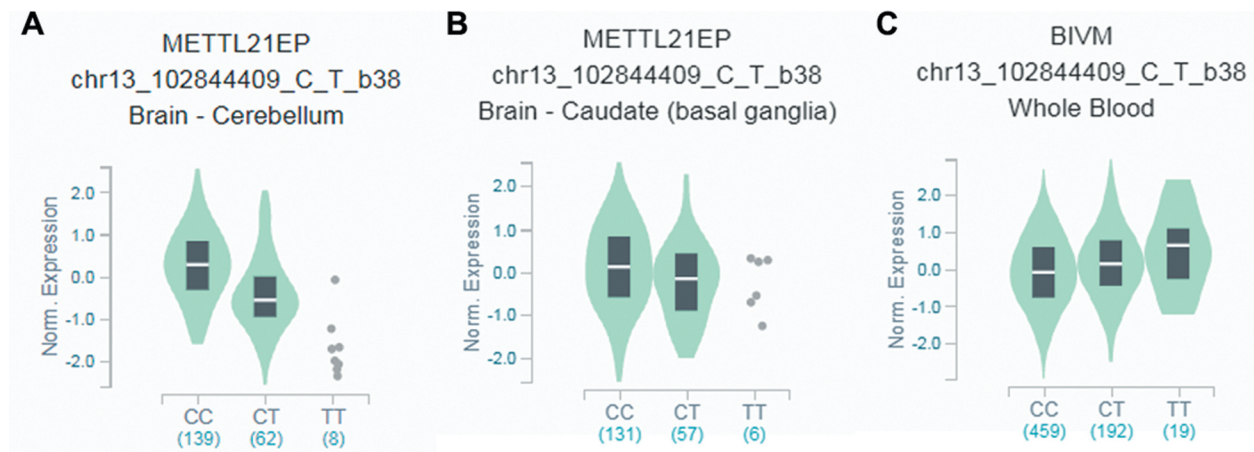 A
METTL21EP
chr13_102844409_C_T_b38
Brain - Cerebellum
Norm. Expression
2.0
1.0
0.0
-1.0
-2.0
CC
CT
TT
(139)
(62)
(8)
B
METTL21EP
chr13_102844409_C_T_b38
Brain - Caudate (basal ganglia)
Norm. Expression
2.0
1.0
0.0
-1.0
-2.0
CC
CT
TT
(131)
(57)
(6)
C
BIVM
chr13_102844409_C_T_b38
Whole Blood
Norm. Expression
2.0
1.0
0.0
-1.0
-2.0
CC
CT
TT
(459)
(192)
(19)